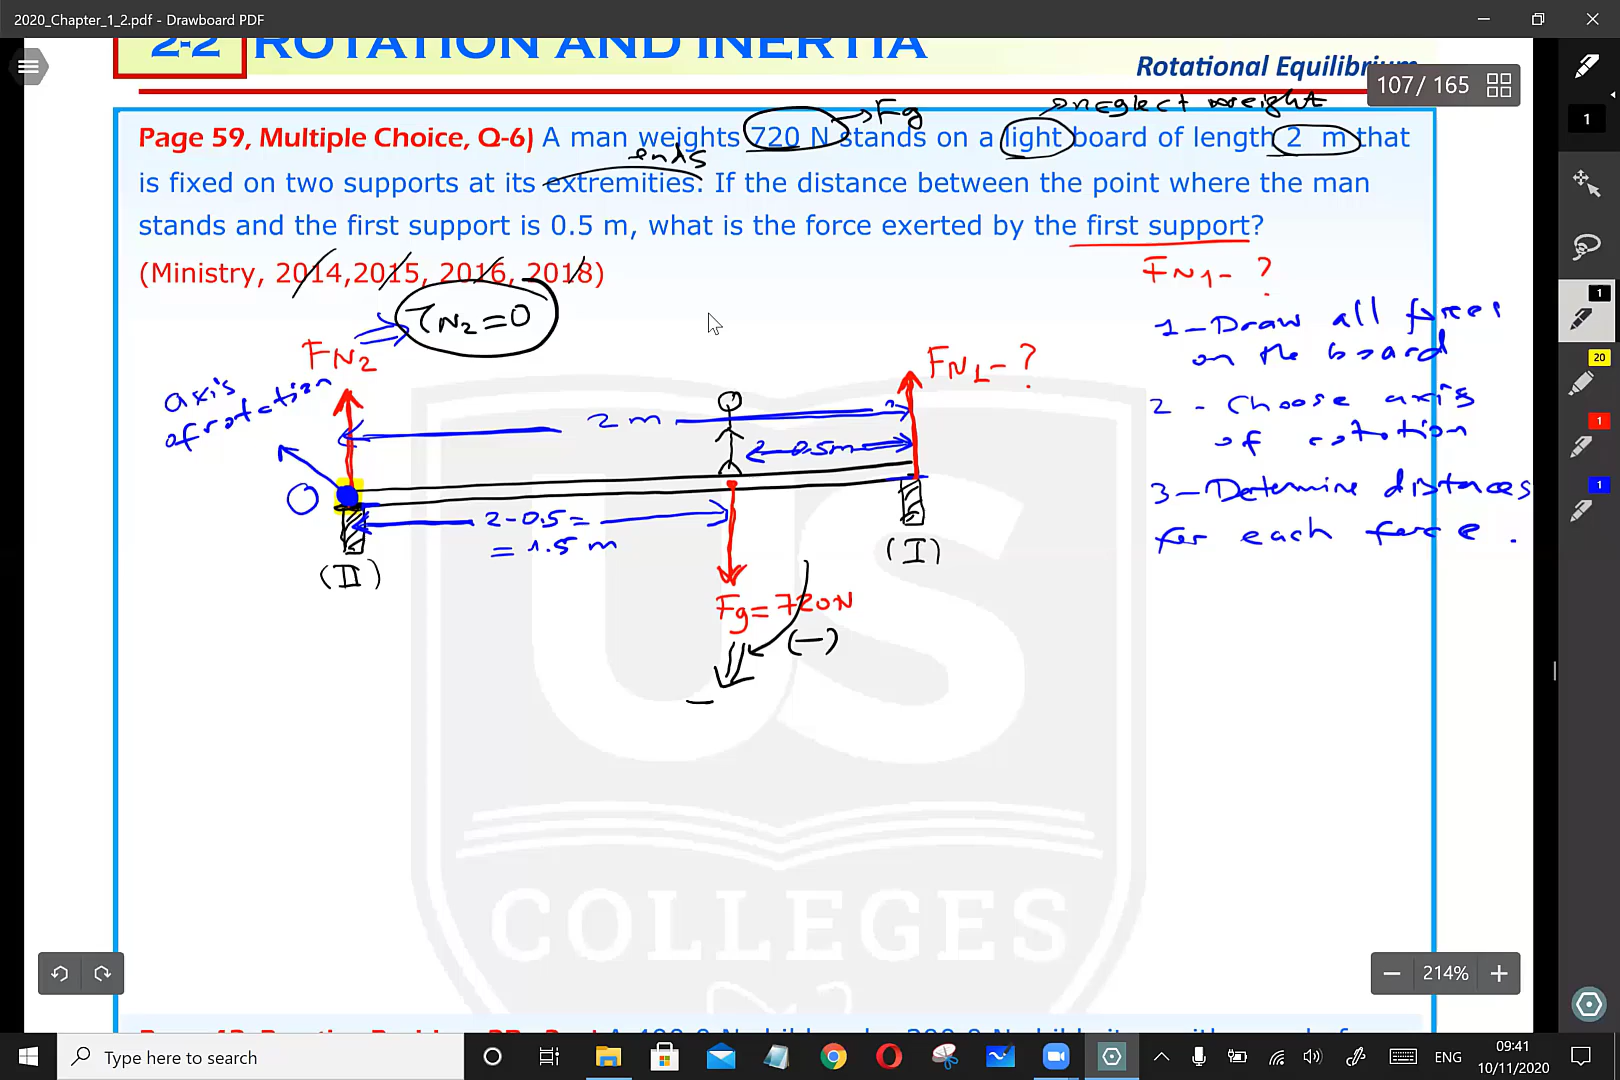 2020_Chapter_1_2.pdf - Drawboard PDF
2-2 ROTATION AND INERTIA
Rotational Equilibrium
107 / 165
neglect weight
Fg
Page 59, Multiple Choice, Q-6) A man weights 720 N stands on a light board of length 2 m that
ends
is fixed on two supports at its extremities. If the distance between the point where the man
stands and the first support is 0.5 m, what is the force exerted by the first support?
(Ministry, 2014,2015, 2016, 2018)
FN1 - ?
τN2 = 0
1 - Draw all forces
on the board
FN2
FN1 - ?
axis
of rotation
2 m
2 - Choose axis
of rotation
0.5m
O
3 - Determine distances
for each force.
2 - 0.5 =
= 1.5 m
(II)
(I)
Fg = 720N
(−)
−
COLLEGES
214%
Type here to search
ENG
09:41
10/11/2020
1
1
20
1
1